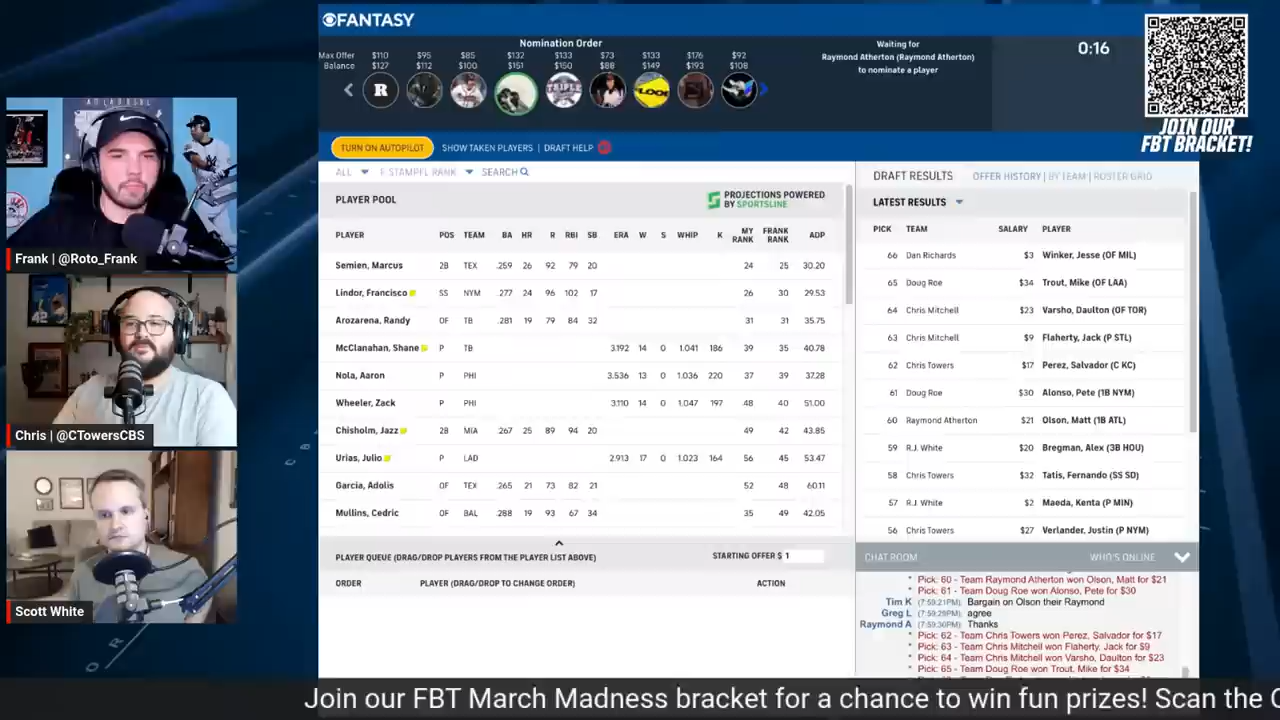 FANTASY
Nomination Order
Max Offer $110 $95 $85 $132 $133 $73 $133 $176 $92
Balance $127 $112 $100 $151 $150 $88 $149 $193 $108
R
TRIPLE
LOOK
Waiting for
Raymond Atherton (Raymond Atherton)
to nominate a player
0:16
JOIN OUR
FBT BRACKET!
TURN ON AUTOPILOT SHOW TAKEN PLAYERS | DRAFT HELP
ALL F STAMPFL RANK SEARCH
PLAYER POOL
PROJECTIONS POWERED
BY SPORTSLINE
PLAYER POS TEAM BA HR R RBI SB ERA W S WHIP K MY RANK FRANK RANK ADP
Semien, Marcus 2B TEX .259 26 92 79 20 24 25 30.20
Lindor, Francisco SS NYM .277 24 96 102 17 26 30 29.53
Arozarena, Randy OF TB .281 19 79 84 32 31 31 35.75
McClanahan, Shane P TB 3.192 14 0 1.041 186 39 35 40.78
Nola, Aaron P PHI 3.536 13 0 1.036 220 37 39 37.28
Wheeler, Zack P PHI 3.110 14 0 1.047 197 48 40 51.00
Chisholm, Jazz 2B MIA .267 25 89 94 20 49 42 43.85
Urias, Julio P LAD 2.913 17 0 1.023 164 56 45 53.47
Garcia, Adolis OF TEX .265 21 73 82 21 52 48 60.11
Mullins, Cedric OF BAL .288 19 93 67 34 35 49 42.05
PLAYER QUEUE (DRAG/DROP PLAYERS FROM THE PLAYER LIST ABOVE) STARTING OFFER $ 1
ORDER PLAYER (DRAG/DROP TO CHANGE ORDER) ACTION
DRAFT RESULTS OFFER HISTORY | BY TEAM | ROSTER GRID
LATEST RESULTS
PICK TEAM SALARY PLAYER
66 Dan Richards $3 Winker, Jesse (OF MIL)
65 Doug Roe $34 Trout, Mike (OF LAA)
64 Chris Mitchell $23 Varsho, Daulton (OF TOR)
63 Chris Mitchell $9 Flaherty, Jack (P STL)
62 Chris Towers $17 Perez, Salvador (C KC)
61 Doug Roe $30 Alonso, Pete (1B NYM)
60 Raymond Atherton $21 Olson, Matt (1B ATL)
59 R.J. White $20 Bregman, Alex (3B HOU)
58 Chris Towers $32 Tatis, Fernando (SS SD)
57 R.J. White $2 Maeda, Kenta (P MIN)
56 Chris Towers $27 Verlander, Justin (P NYM)
CHAT ROOM WHO'S ONLINE
* Pick: 60 - Team Raymond Atherton won Olson, Matt for $21
* Pick: 61 - Team Doug Roe won Alonso, Pete for $30
Tim K (7:59:21PM): Bargain on Olson their Raymond
Greg L (7:59:29PM): agree
Raymond A (7:59:30PM): Thanks
* Pick: 62 - Team Chris Towers won Perez, Salvador for $17
* Pick: 63 - Team Chris Mitchell won Flaherty, Jack for $9
* Pick: 64 - Team Chris Mitchell won Varsho, Daulton for $23
* Pick: 65 - Team Doug Roe won Trout, Mike for $34
Frank | @Roto_Frank
Chris | @CTowersCBS
Scott White
Join our FBT March Madness bracket for a chance to win fun prizes! Scan the